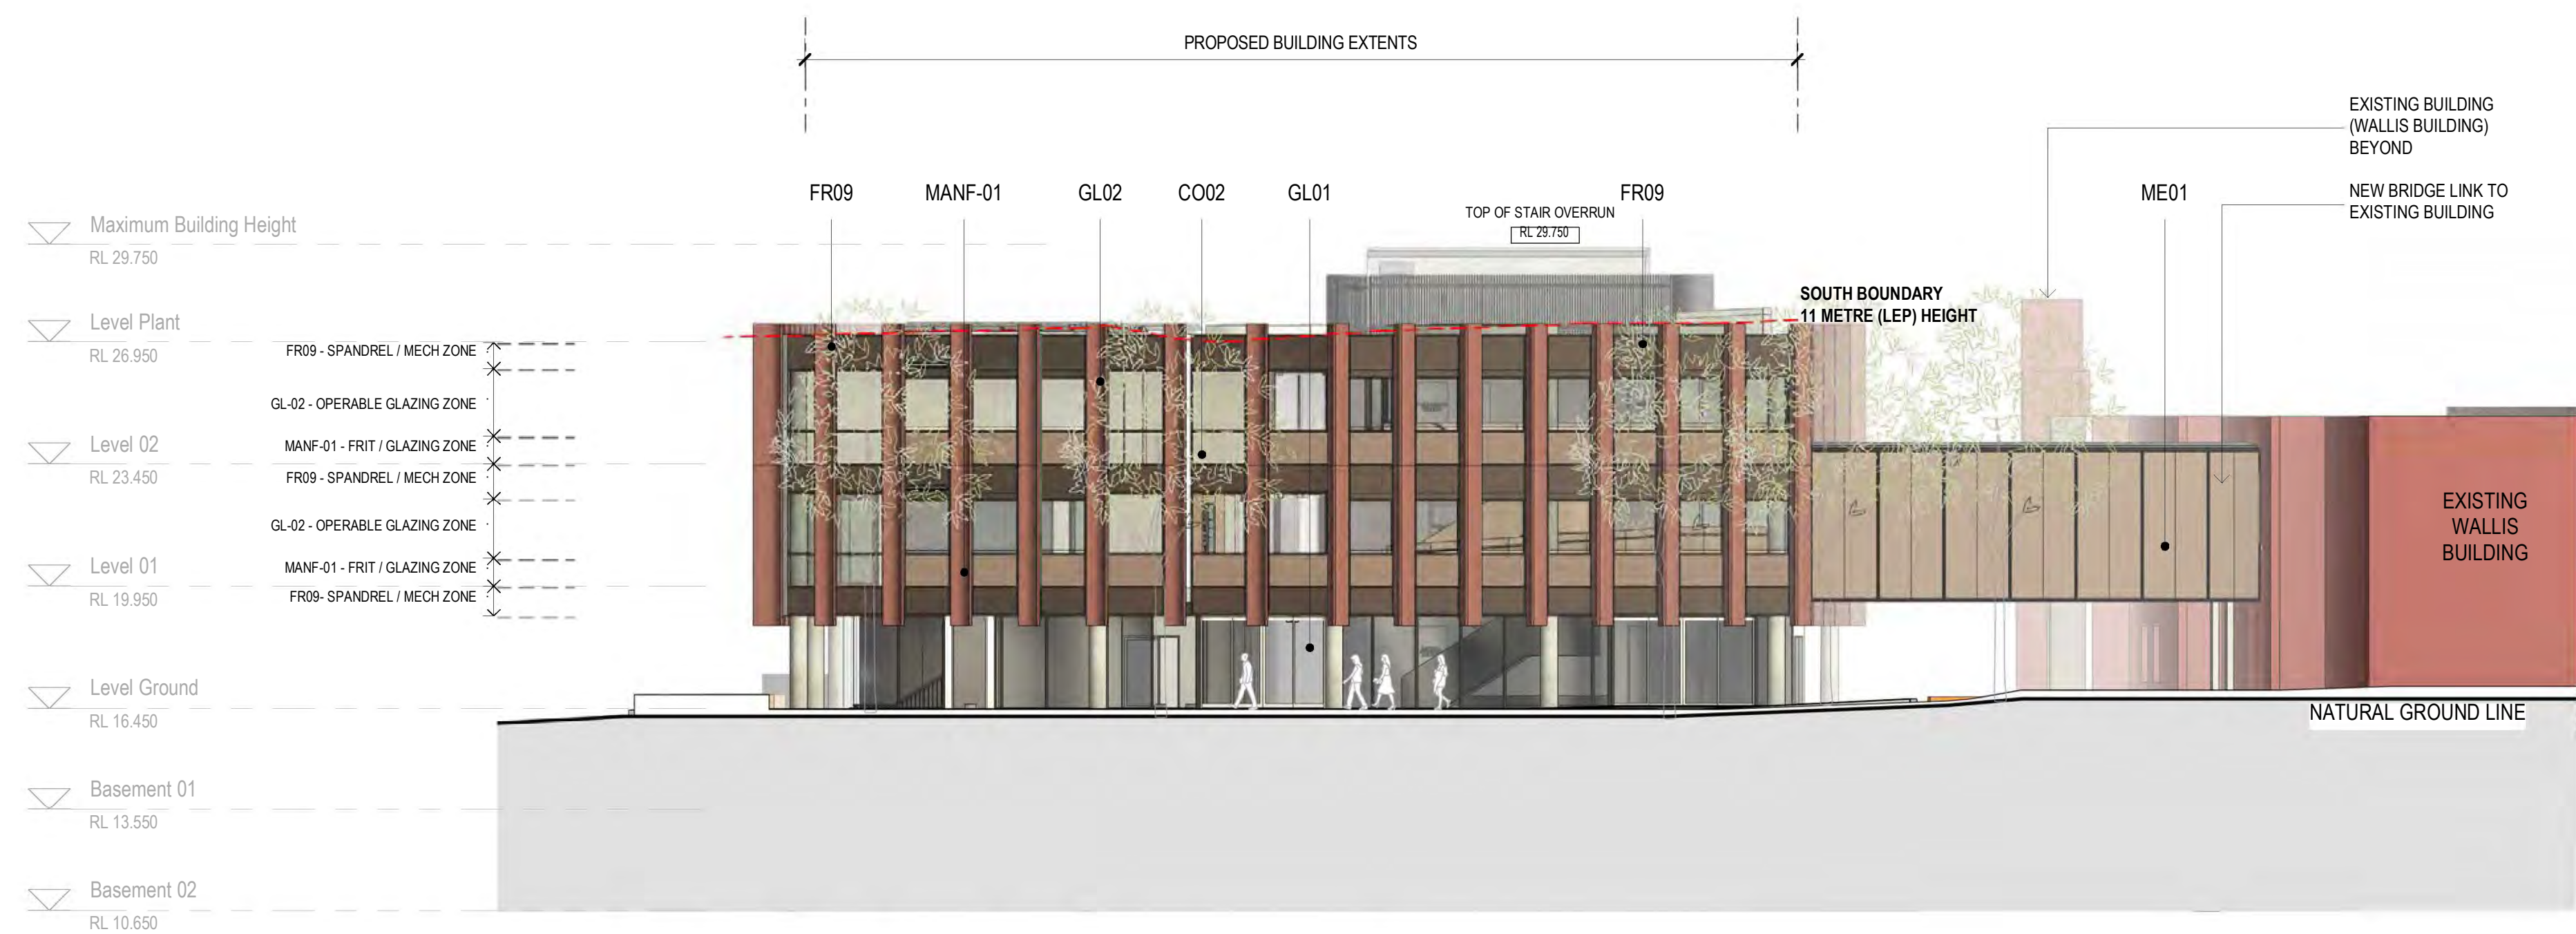 PROPOSED BUILDING EXTENTS
EXISTING BUILDING
(WALLIS BUILDING)
BEYOND
FR09
MANF-01
GL02
CO02
GL01
FR09
ME01
NEW BRIDGE LINK TO
EXISTING BUILDING
TOP OF STAIR OVERRUN
RL 29.750
Maximum Building Height
RL 29.750
SOUTH BOUNDARY
11 METRE (LEP) HEIGHT
Level Plant
RL 26.950
FR09 - SPANDREL / MECH ZONE
GL-02 - OPERABLE GLAZING ZONE
Level 02
RL 23.450
MANF-01 - FRIT / GLAZING ZONE
FR09 - SPANDREL / MECH ZONE
GL-02 - OPERABLE GLAZING ZONE
EXISTING
WALLIS
BUILDING
Level 01
RL 19.950
MANF-01 - FRIT / GLAZING ZONE
FR09- SPANDREL / MECH ZONE
Level Ground
RL 16.450
NATURAL GROUND LINE
Basement 01
RL 13.550
Basement 02
RL 10.650